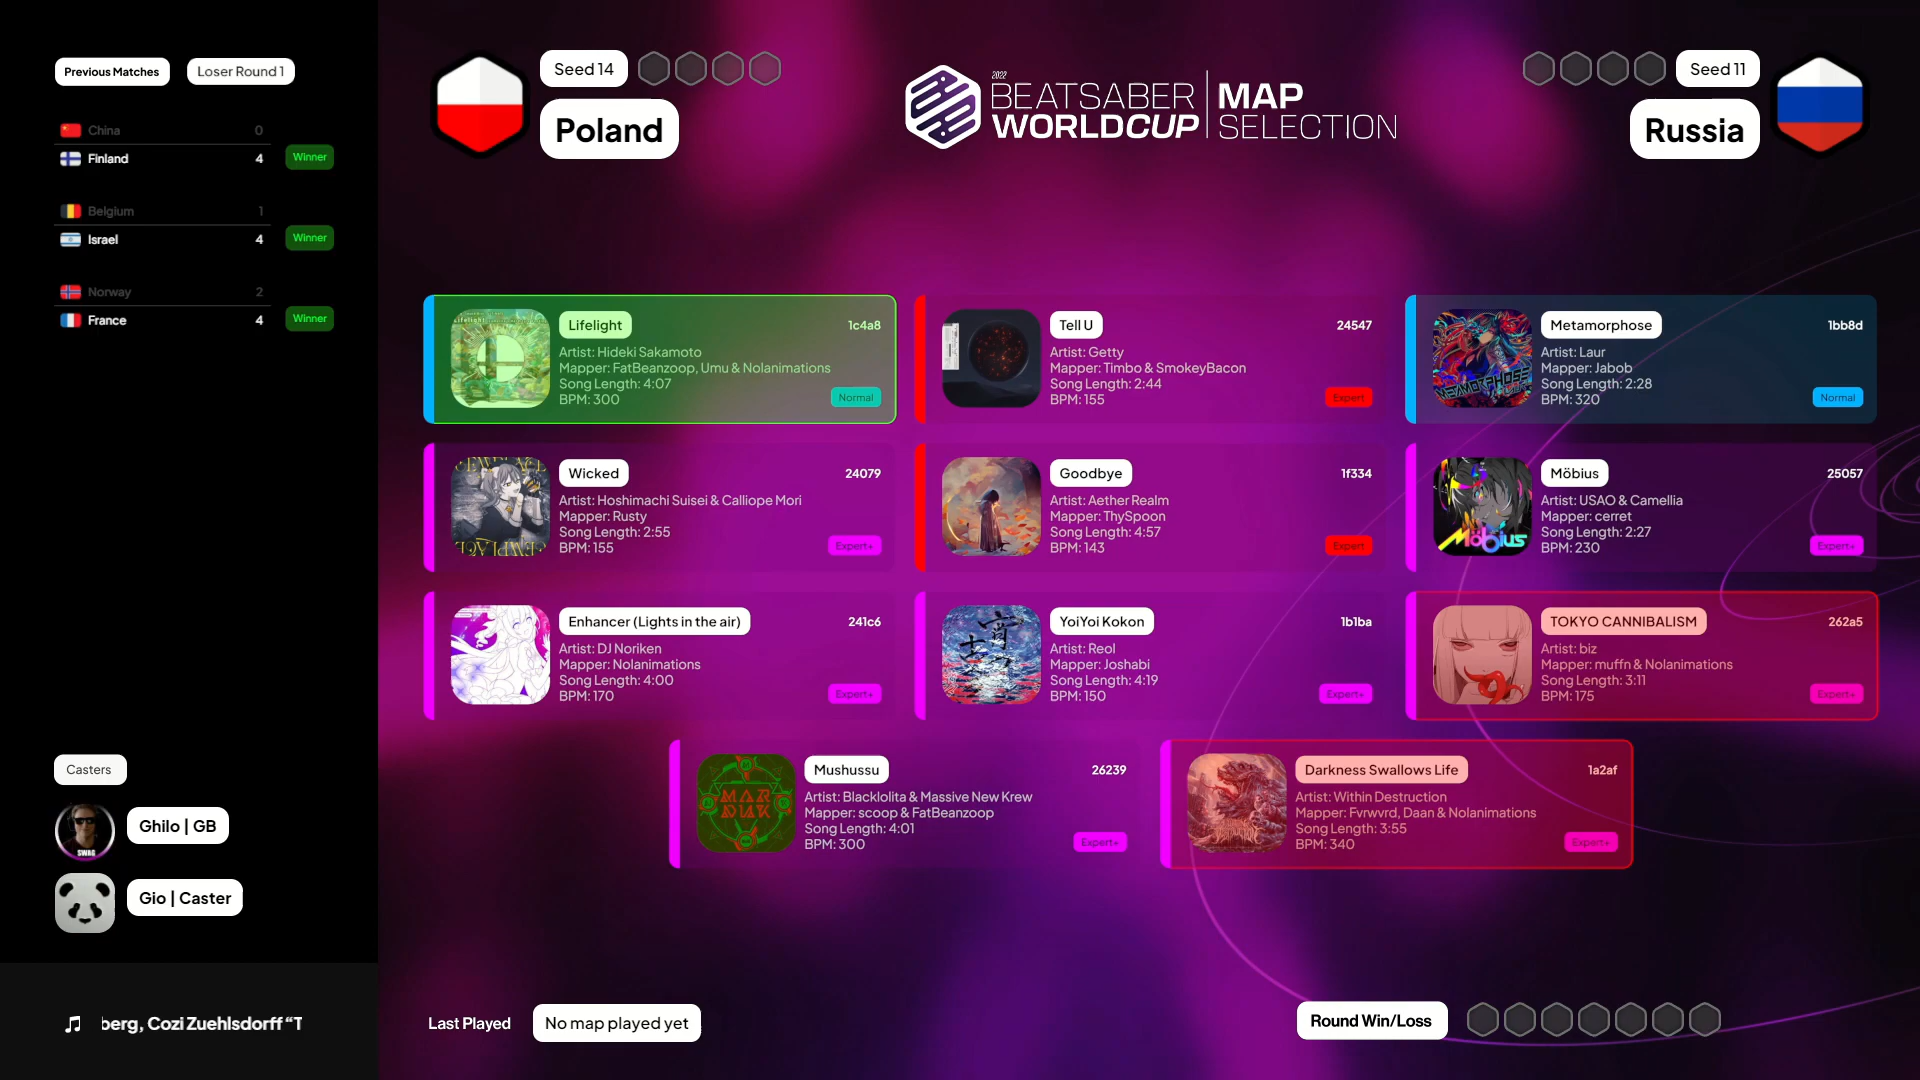 Previous Matches
Loser Round 1
China 0
Finland 4 Winner
Belgium 1
Israel 4 Winner
Norway 2
France 4 Winner
Casters
Ghilo | GB
SWAG
Gio | Caster
berg, Cozi Zuehlsdorff “T
Seed 14
Poland
2022
BEATSABER
WORLDCUP
MAP
SELECTION
Seed 11
Russia
Lifelight 1c4a8
Artist: Hideki Sakamoto
Mapper: FatBeanzoop, Umu & Nolanimations
Song Length: 4:07
BPM: 300
Normal
Tell U 24547
Artist: Getty
Mapper: Timbo & SmokeyBacon
Song Length: 2:44
BPM: 155
Expert
Metamorphose 1bb8d
Artist: Laur
Mapper: Jabob
Song Length: 2:28
BPM: 320
Normal
METAMORPHOSE
Wicked 24079
Artist: Hoshimachi Suisei & Calliope Mori
Mapper: Rusty
Song Length: 2:55
BPM: 155
Expert+
Goodbye 1f334
Artist: Aether Realm
Mapper: ThySpoon
Song Length: 4:57
BPM: 143
Expert
Möbius 25057
Artist: USAO & Camellia
Mapper: cerret
Song Length: 2:27
BPM: 230
Expert+
Möbius
Enhancer (Lights in the air) 241c6
Artist: DJ Noriken
Mapper: Nolanimations
Song Length: 4:00
BPM: 170
Expert+
YoiYoi Kokon 1b1ba
Artist: Reol
Mapper: Joshabi
Song Length: 4:19
BPM: 150
Expert+
TOKYO CANNIBALISM 262a5
Artist: biz
Mapper: muffn & Nolanimations
Song Length: 3:11
BPM: 175
Expert+
Mushussu 26239
Artist: Blacklolita & Massive New Krew
Mapper: scoop & FatBeanzoop
Song Length: 4:01
BPM: 300
Expert+
MAR
DUK
Darkness Swallows Life 1a2af
Artist: Within Destruction
Mapper: Fvrwvrd, Daan & Nolanimations
Song Length: 3:55
BPM: 340
Expert+
Last Played
No map played yet
Round Win/Loss